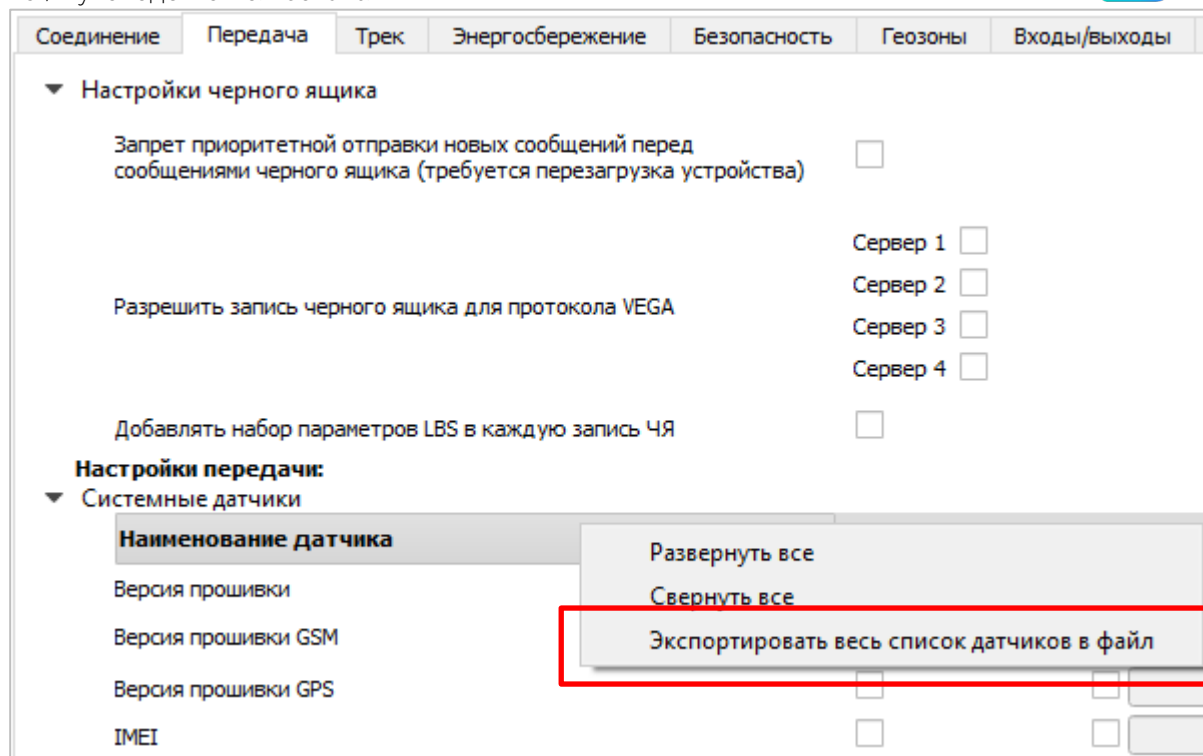 Соединение Передача Трек Энергосбережение Безопасность Геозоны Входы/выходы
Настройки черного ящика
Запрет приоритетной отправки новых сообщений перед
сообщениями черного ящика (требуется перезагрузка устройства)
Сервер 1
Сервер 2
Разрешить запись черного ящика для протокола VEGA
Сервер 3
Сервер 4
Добавлять набор параметров LBS в каждую запись ЧЯ
Настройки передачи:
Системные датчики
Наименование датчика
Развернуть все
Версия прошивки
Свернуть все
Версия прошивки GSM
Экспортировать весь список датчиков в файл
Версия прошивки GPS
IMEI